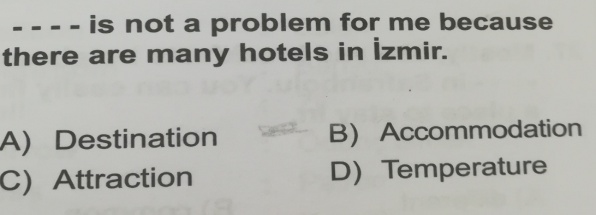 ---- is not a problem for me because
there are many hotels in İzmir.
A) Destination B) Accommodation
C) Attraction D) Temperature